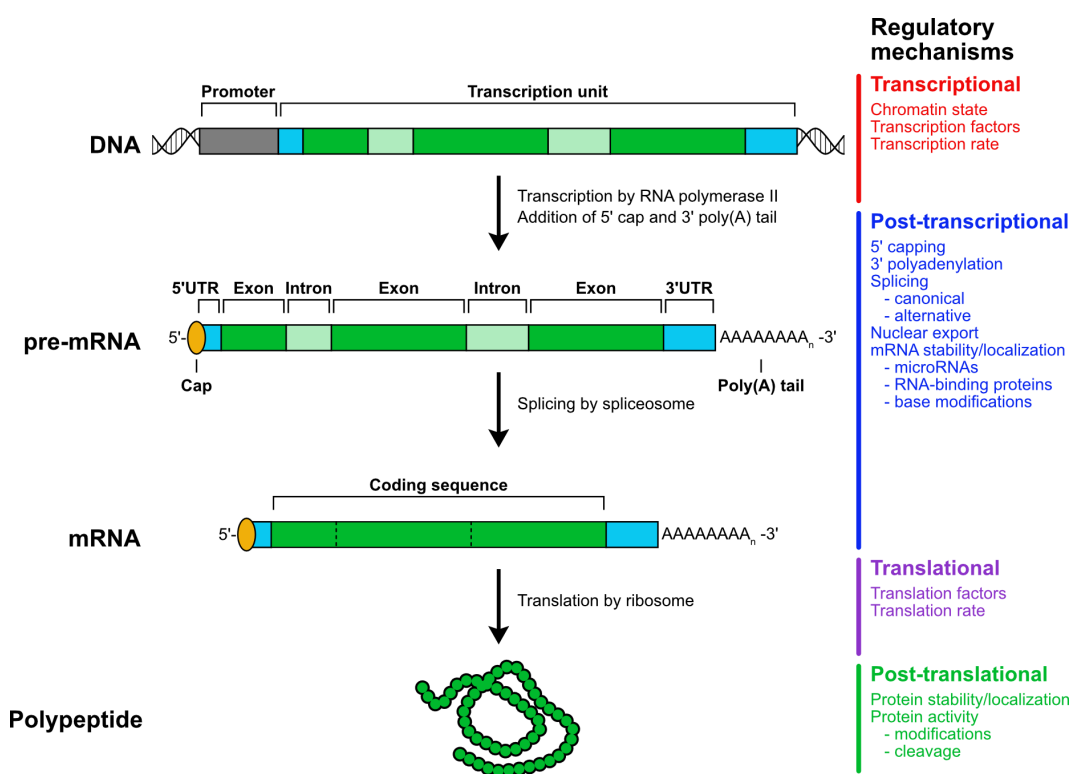 Regulatory
mechanisms
Transcriptional
Chromatin state
Transcription factors
Transcription rate
Promoter
Transcription unit
DNA
Transcription by RNA polymerase II
Addition of 5' cap and 3' poly(A) tail
Post-transcriptional
5' capping
3' polyadenylation
Splicing
- canonical
- alternative
Nuclear export
mRNA stability/localization
- microRNAs
- RNA-binding proteins
- base modifications
5'UTR Exon Intron Exon Intron Exon 3'UTR
pre-mRNA
5'- AAAAAAAAn -3'
Cap
Poly(A) tail
Splicing by spliceosome
Coding sequence
mRNA
5'- AAAAAAAAn -3'
Translational
Translation factors
Translation rate
Translation by ribosome
Post-translational
Protein stability/localization
Protein activity
- modifications
- cleavage
Polypeptide